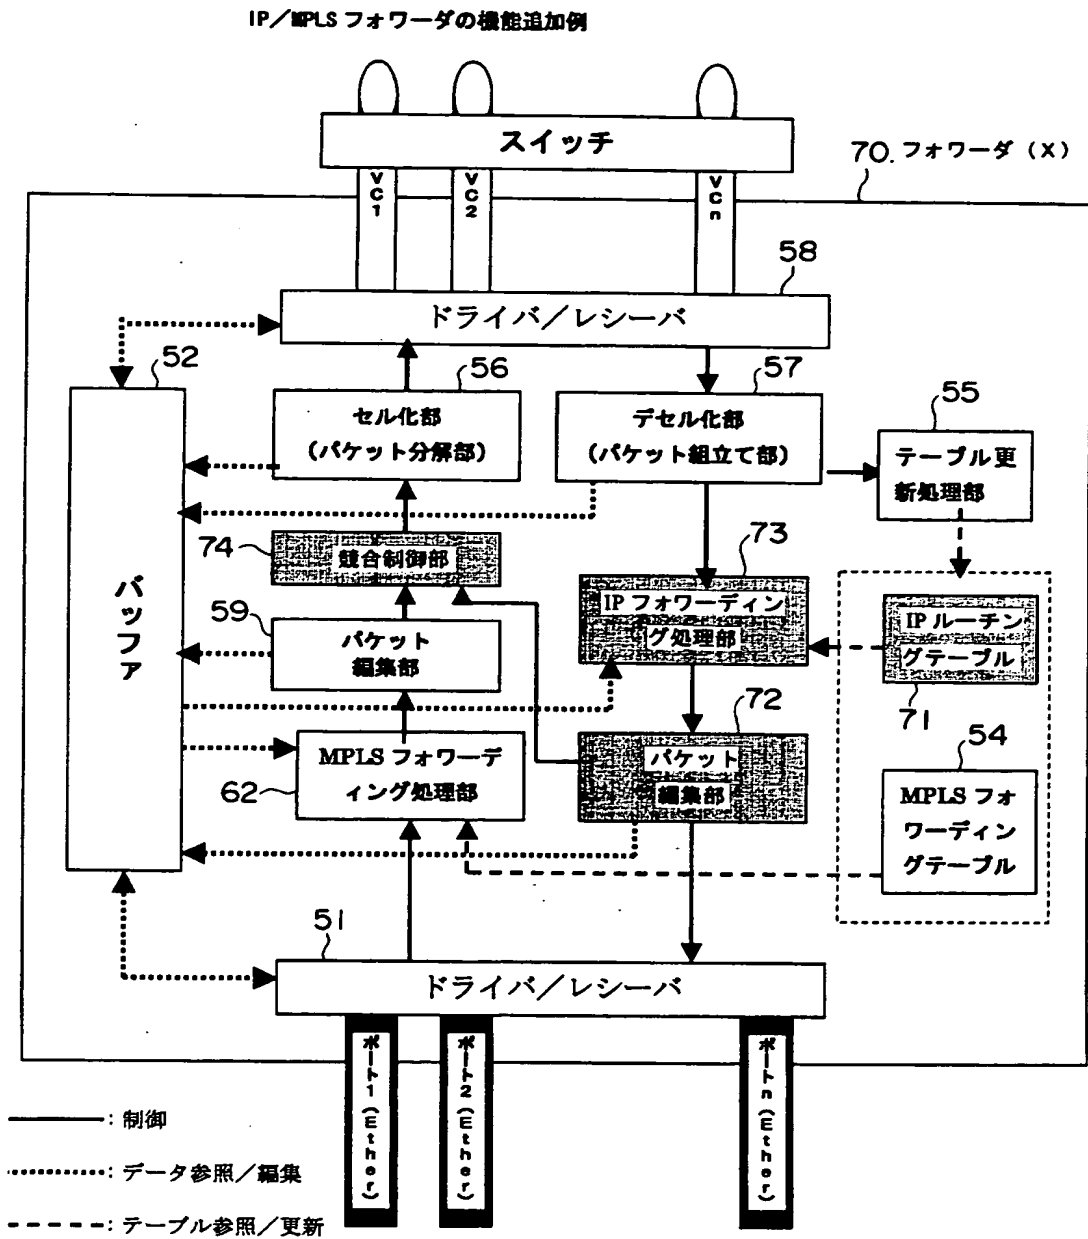 IP／MPLS フォワーダの機能追加例
スイッチ
70. フォワーダ（X）
VC1
VC2
VCn
58
ドライバ／レシーバ
52
56
57
55
セル化部
（パケット分解部）
デセル化部
（パケット組立て部）
テーブル更
新処理部
74
競合制御部
73
IP フォワーディン
グ処理部
IP ルーチン
グテーブル
71
バッファ
59
パケット
編集部
72
パケット
編集部
54
MPLS フォーデ
ィング処理部
62
MPLS フォ
ワーディン
グテーブル
51
ドライバ／レシーバ
ポート1（Ether）
ポート2（Ether）
ポートn（Ether）
：制御
：データ参照／編集
：テーブル参照／更新